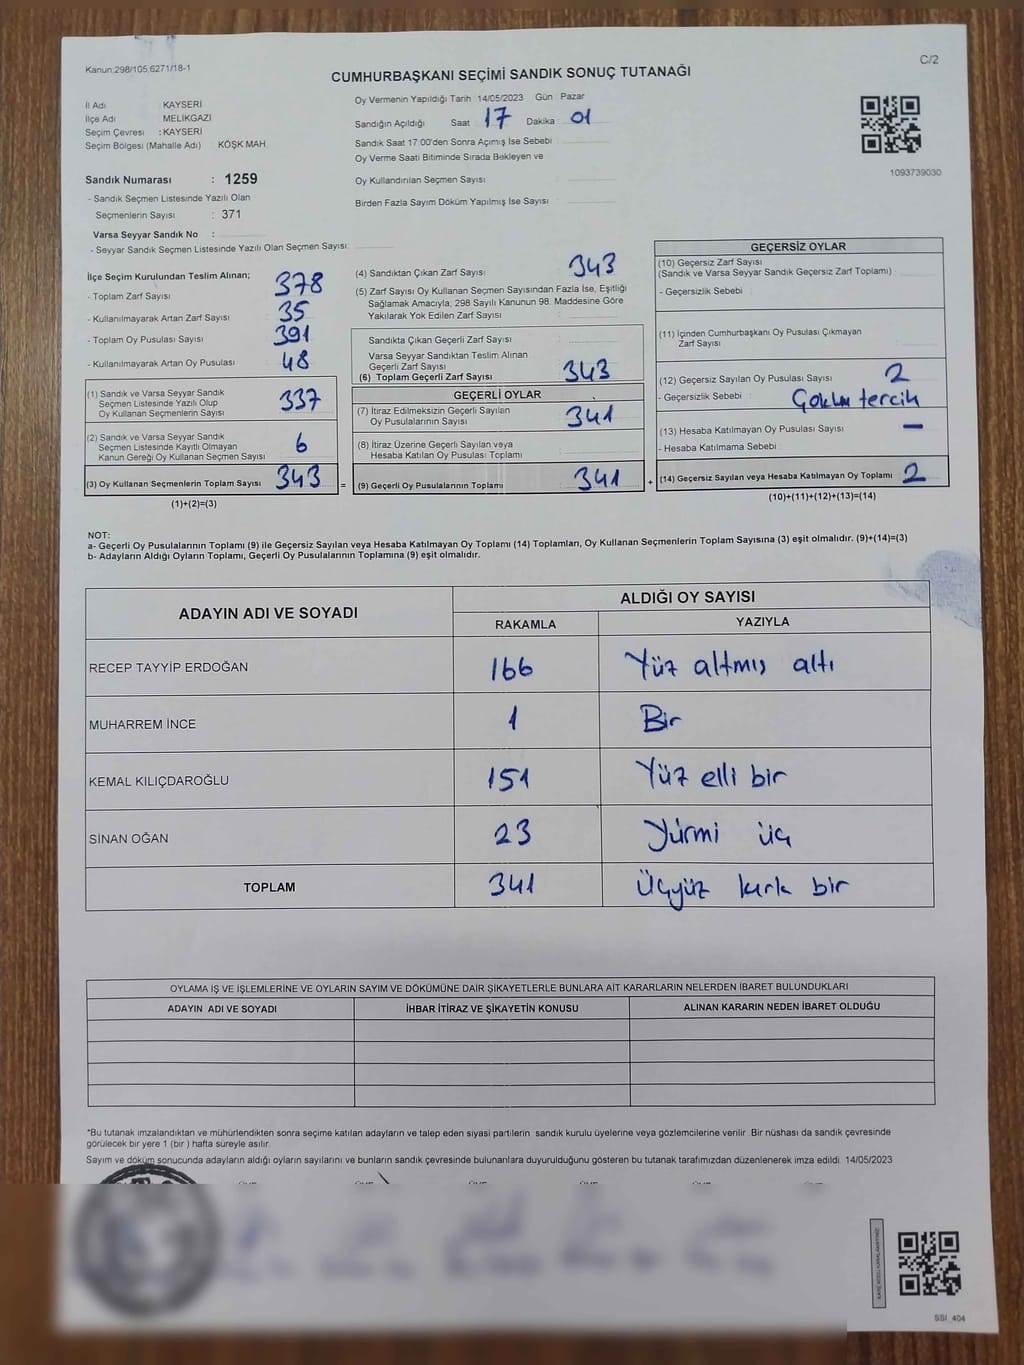 Kanun:298/105.6271/18-1
C/2
CUMHURBAŞKANI SEÇİMİ SANDIK SONUÇ TUTANAĞI
İl Adı KAYSERİ
İlçe Adı MELİKGAZİ
Seçim Çevresi : KAYSERİ
Seçim Bölgesi (Mahalle Adı) KÖŞK MAH.
Sandık Numarası : 1259
- Sandık Seçmen Listesinde Yazılı Olan
Seçmenlerin Sayısı : 371
Varsa Seyyar Sandık No :
- Seyyar Sandık Seçmen Listesinde Yazılı Olan Seçmen Sayısı:
Oy Vermenin Yapıldığı Tarih 14/05/2023 Gün Pazar
Sandığın Açıldığı Saat 17 Dakika 01
Sandık Saat 17:00'den Sonra Açımış İse Sebebi
Oy Verme Saati Bitiminde Sırada Bekleyen ve
Oy Kullandırılan Seçmen Sayısı
Birden Fazla Sayım Döküm Yapılmış İse Sayısı
1093739030
İlçe Seçim Kurulundan Teslim Alınan;
- Toplam Zarf Sayısı 378
- Kullanılmayarak Artan Zarf Sayısı 35
- Toplam Oy Pusulası Sayısı 391
- Kullanılmayarak Artan Oy Pusulası 48
(1) Sandık ve Varsa Seyyar Sandık
Seçmen Listesinde Yazılı Olup
Oy Kullanan Seçmenlerin Sayısı 337
(2) Sandık ve Varsa Seyyar Sandık
Seçmen Listesinde Kayıtlı Olmayan
Kanun Gereği Oy Kullanan Seçmen Sayısı 6
(3) Oy Kullanan Seçmenlerin Toplam Sayısı 343
=
(1)+(2)=(3)
(4) Sandıktan Çıkan Zarf Sayısı 343
(5) Zarf Sayısı Oy Kullanan Seçmen Sayısından Fazla İse, Eşitliği
Sağlamak Amacıyla, 298 Sayılı Kanunun 98. Maddesine Göre
Yakılarak Yok Edilen Zarf Sayısı
Sandıkta Çıkan Geçerli Zarf Sayısı
Varsa Seyyar Sandıktan Teslim Alınan
Geçerli Zarf Sayısı
(6) Toplam Geçerli Zarf Sayısı 343
GEÇERLİ OYLAR
(7) İtiraz Edilmeksizin Geçerli Sayılan
Oy Pusulalarının Sayısı 341
(8) İtiraz Üzerine Geçerli Sayılan veya
Hesaba Katılan Oy Pusulası Toplamı
(9) Geçerli Oy Pusulalarının Toplamı 341
+
GEÇERSİZ OYLAR
(10) Geçersiz Zarf Sayısı
(Sandık ve Varsa Seyyar Sandık Geçersiz Zarf Toplamı)
- Geçersizlik Sebebi
(11) İçinden Cumhurbaşkanı Oy Pusulası Çıkmayan
Zarf Sayısı
(12) Geçersiz Sayılan Oy Pusulası Sayısı 2
- Geçersizlik Sebebi Çoklu tercih
(13) Hesaba Katılmayan Oy Pusulası Sayısı —
- Hesaba Katılmama Sebebi
(14) Geçersiz Sayılan veya Hesaba Katılmayan Oy Toplamı 2
(10)+(11)+(12)+(13)=(14)
NOT:
a- Geçerli Oy Pusulalarının Toplamı (9) ile Geçersiz Sayılan veya Hesaba Katılmayan Oy Toplamı (14) Toplamları, Oy Kullanan Seçmenlerin Toplam Sayısına (3) eşit olmalıdır. (9)+(14)=(3)
b- Adayların Aldığı Oyların Toplamı, Geçerli Oy Pusulalarının Toplamına (9) eşit olmalıdır.
ADAYIN ADI VE SOYADI ALDIĞI OY SAYISI
RAKAMLA YAZIYLA
RECEP TAYYİP ERDOĞAN 166 Yüz altmış altı
MUHARREM İNCE 1 Bir
KEMAL KILIÇDAROĞLU 151 Yüz elli bir
SİNAN OĞAN 23 Yirmi üç
TOPLAM 341 Üçyüz kırk bir
OYLAMA İŞ VE İŞLEMLERİNE VE OYLARIN SAYIM VE DÖKÜMÜNE DAİR ŞİKAYETLERLE BUNLARA AİT KARARLARIN NELERDEN İBARET BULUNDUKLARI
ADAYIN ADI VE SOYADI İHBAR İTİRAZ VE ŞİKAYETİN KONUSU ALINAN KARARIN NEDEN İBARET OLDUĞU
*Bu tutanak imzalandıktan ve mühürlendikten sonra seçime katılan adayların ve talep eden siyasi partilerin sandık kurulu üyelerine veya gözlemcilerine verilir. Bir nüshası da sandık çevresinde
görülecek bir yere 1 (bir) hafta süreyle asılır.
Sayım ve döküm sonucunda adayların aldığı oyların sayılarını ve bunların sandık çevresinde bulunanlara duyurulduğunu gösteren bu tutanak tarafımızdan düzenlenerek imza edildi. 14/05/2023
SSI_404